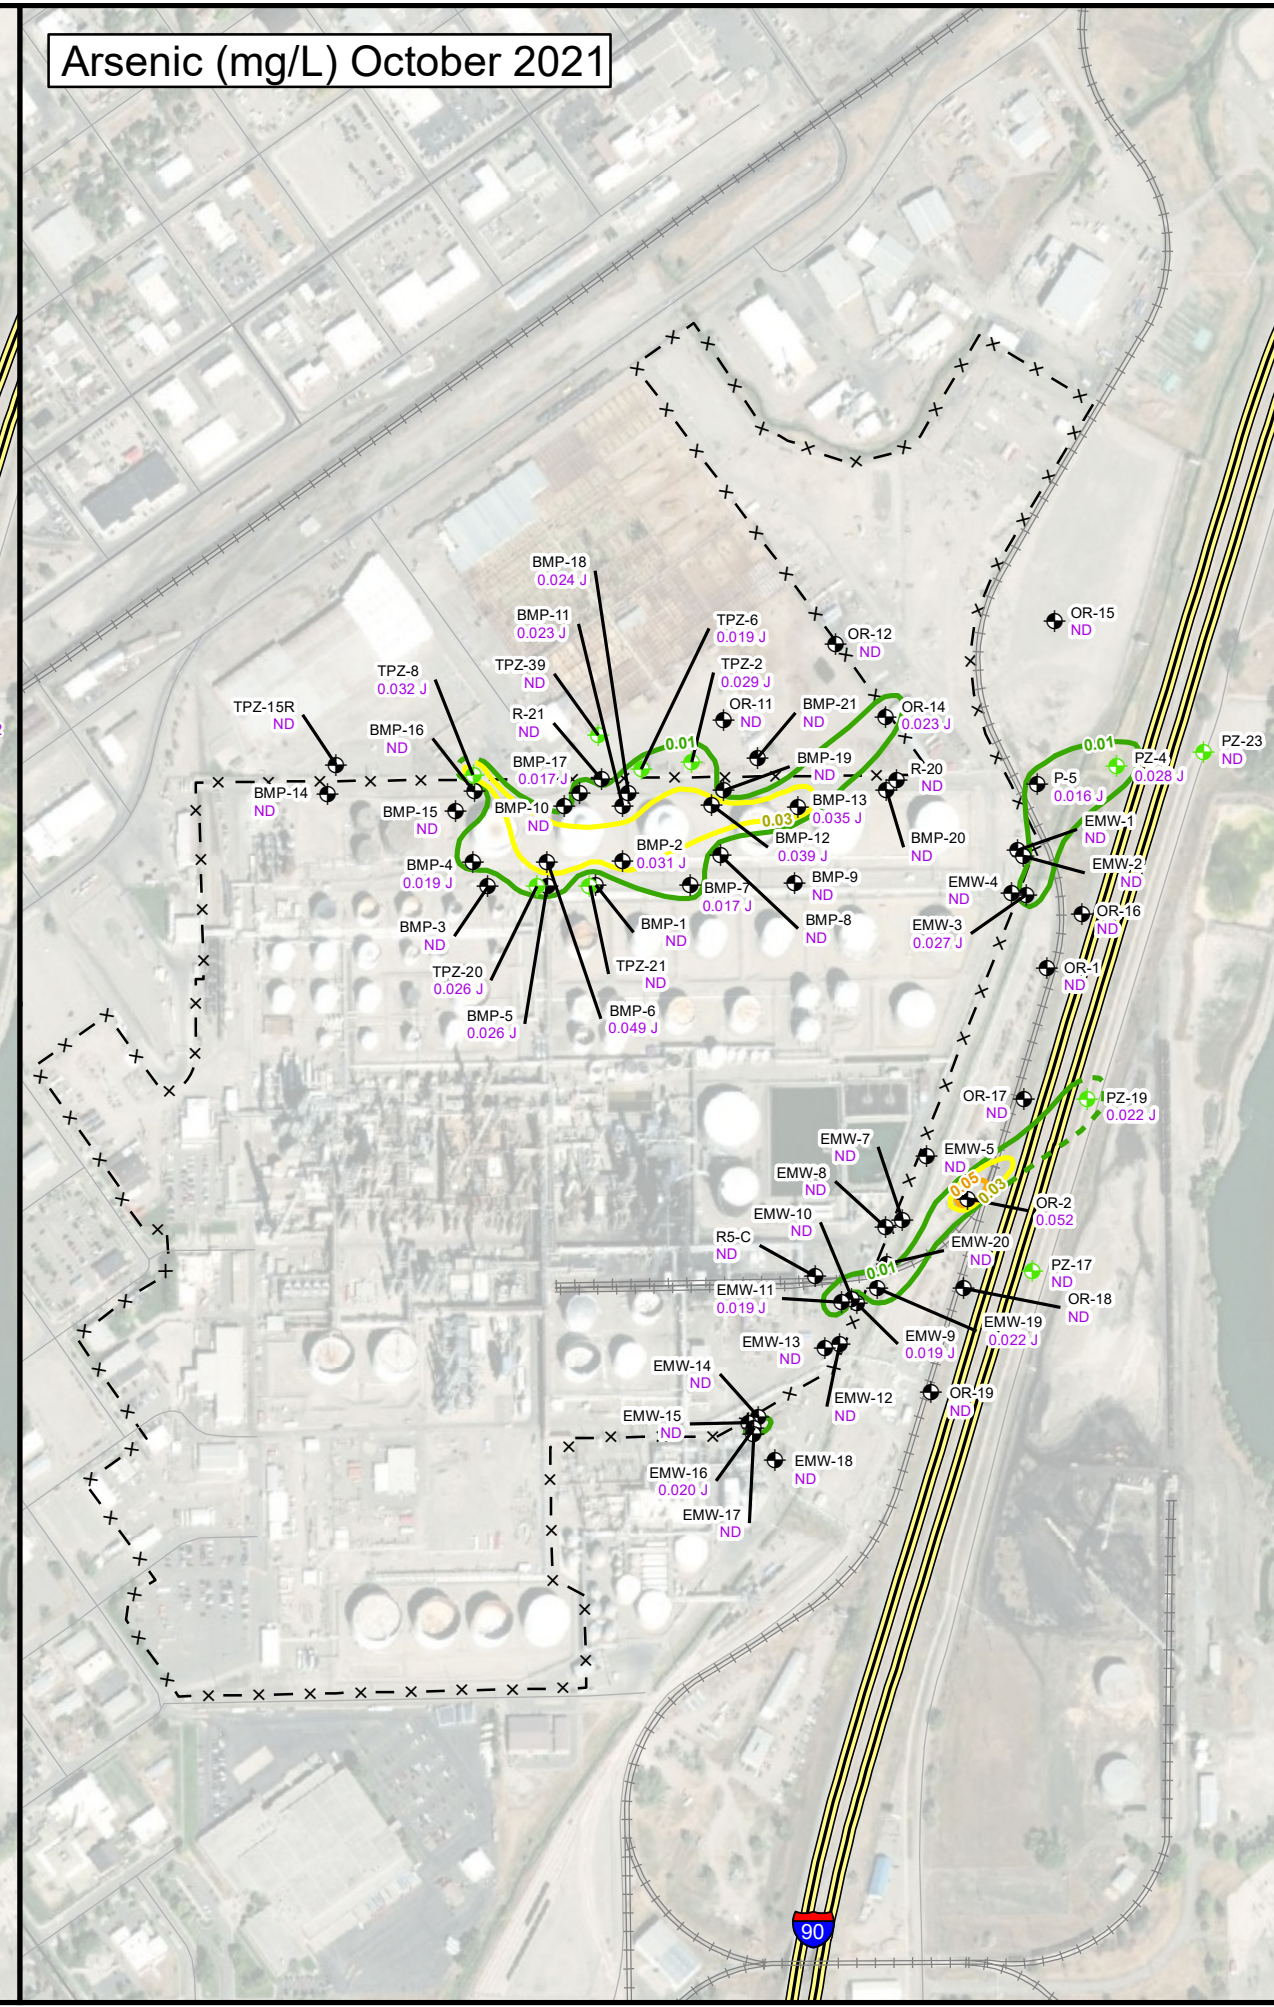 Arsenic (mg/L) October 2021
BMP-18
0.024 J
BMP-11
0.023 J
TPZ-6
0.019 J
OR-15
ND
OR-12
ND
TPZ-39
ND
TPZ-2
0.029 J
TPZ-8
0.032 J
TPZ-15R
ND
R-21
ND
OR-11
ND
BMP-21
ND
OR-14
0.023 J
BMP-16
ND
0.01
0.01
PZ-23
ND
PZ-4
0.028 J
BMP-17
0.017 J
BMP-19
ND
R-20
ND
P-5
0.016 J
BMP-14
ND
BMP-15
ND
BMP-10
ND
BMP-13
0.035 J
0.03
EMW-1
ND
BMP-2
0.031 J
BMP-12
0.039 J
BMP-20
ND
EMW-2
ND
BMP-4
0.019 J
BMP-7
0.017 J
BMP-9
ND
EMW-4
ND
OR-16
ND
BMP-3
ND
BMP-1
ND
BMP-8
ND
EMW-3
0.027 J
TPZ-20
0.026 J
TPZ-21
ND
OR-1
ND
BMP-5
0.026 J
BMP-6
0.049 J
OR-17
ND
PZ-19
0.022 J
EMW-7
ND
EMW-5
ND
EMW-8
ND
0.05
0.03
OR-2
0.052
EMW-10
ND
R5-C
ND
EMW-20
ND
0.01
PZ-17
ND
EMW-11
0.019 J
OR-18
ND
EMW-19
0.022 J
EMW-9
0.019 J
EMW-13
ND
EMW-14
ND
EMW-12
ND
OR-19
ND
EMW-15
ND
EMW-16
0.020 J
EMW-18
ND
EMW-17
ND
90